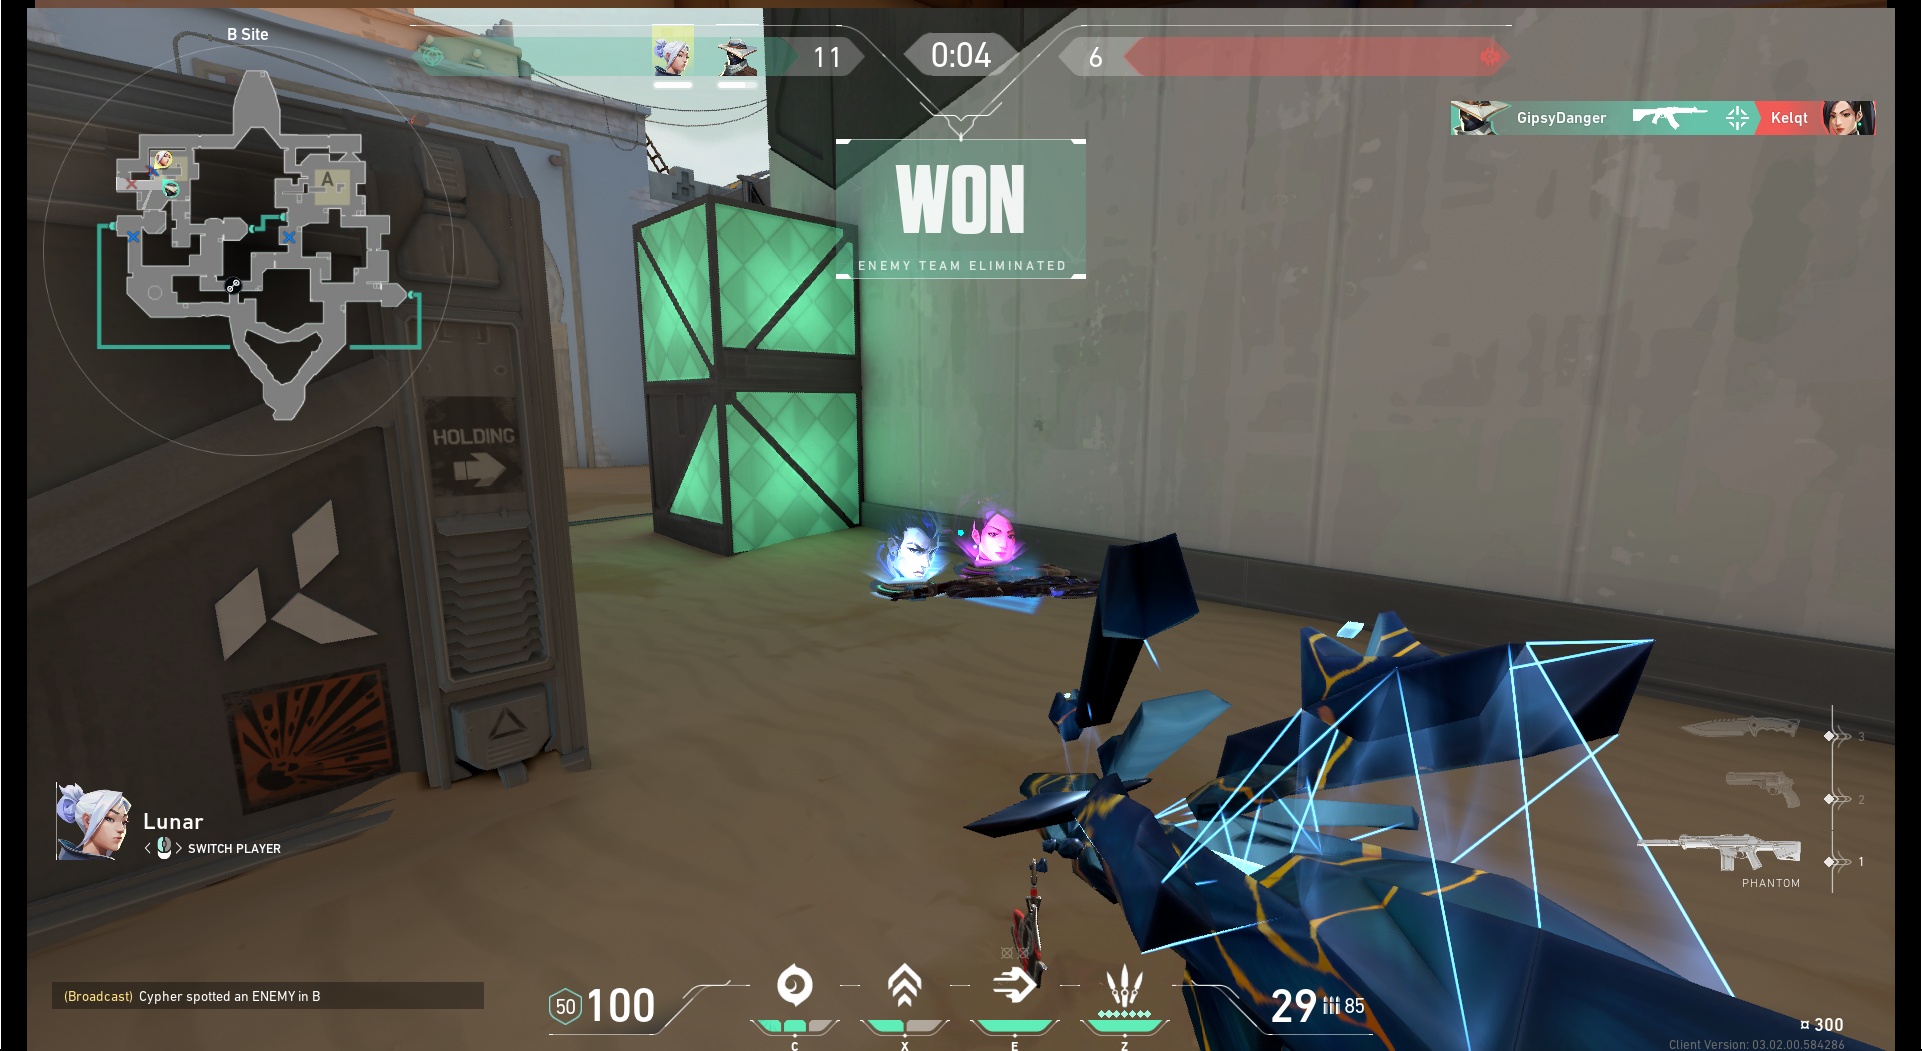 B Site
11
0:04
6
GipsyDanger
Kelqt
WON
ENEMY TEAM ELIMINATED
A
HOLDING
3
2
1
PHANTOM
Lunar
SWITCH PLAYER
(Broadcast) Cypher spotted an ENEMY in B
50 100
29 85
C X E Z
¤ 300
Client Version: 03.02.00.584286